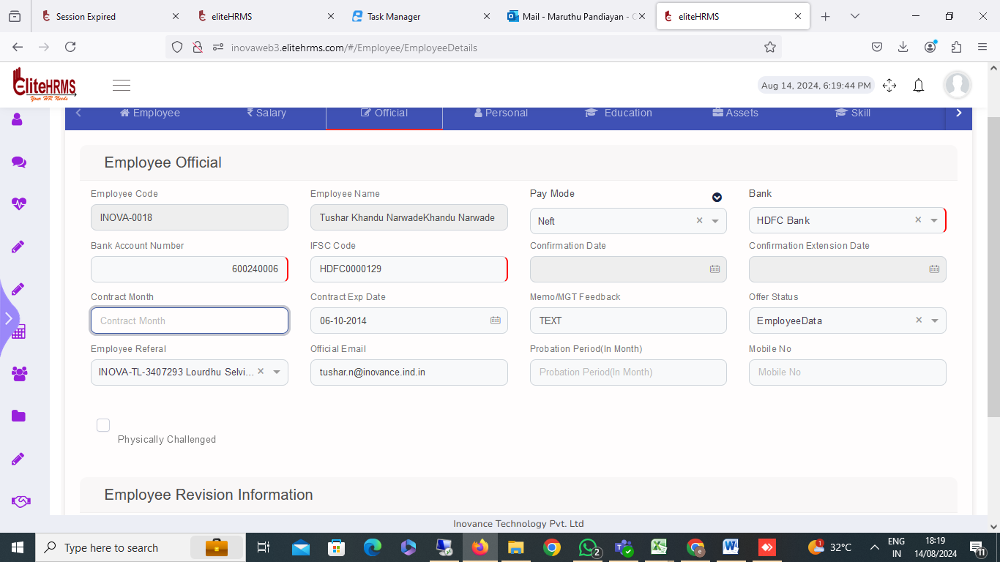 Session Expired
eliteHRMS
Task Manager
Mail - Maruthu Pandiayan -
eliteHRMS
inovaweb3.elitehrms.com/#/Employee/EmployeeDetails
EliteHRMS
Your HR Needs
Aug 14, 2024, 6:19:44 PM
Employee
₹ Salary
Official
Personal
Education
Assets
Skill
Employee Official
Employee Code
Employee Name
Pay Mode
Bank
INOVA-0018
Tushar Khandu NarwadeKhandu Narwade
Neft
HDFC Bank
Bank Account Number
IFSC Code
Confirmation Date
Confirmation Extension Date
600240006
HDFC0000129
Contract Month
Contract Exp Date
Memo/MGT Feedback
Offer Status
Contract Month
06-10-2014
TEXT
EmployeeData
Employee Referal
Official Email
Probation Period(In Month)
Mobile No
INOVA-TL-3407293 Lourdhu Selvi...
tushar.n@inovance.ind.in
Probation Period(In Month)
Mobile No
Physically Challenged
Employee Revision Information
Inovance Technology Pvt. Ltd
Type here to search
2
1
32°C
ENG
IN
18:19
14/08/2024
11